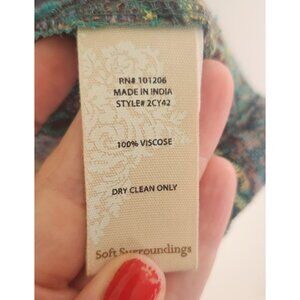 RN# 101206
MADE IN INDIA
STYLE# 2CY42
100% VISCOSE
DRY CLEAN ONLY
Soft Surroundings